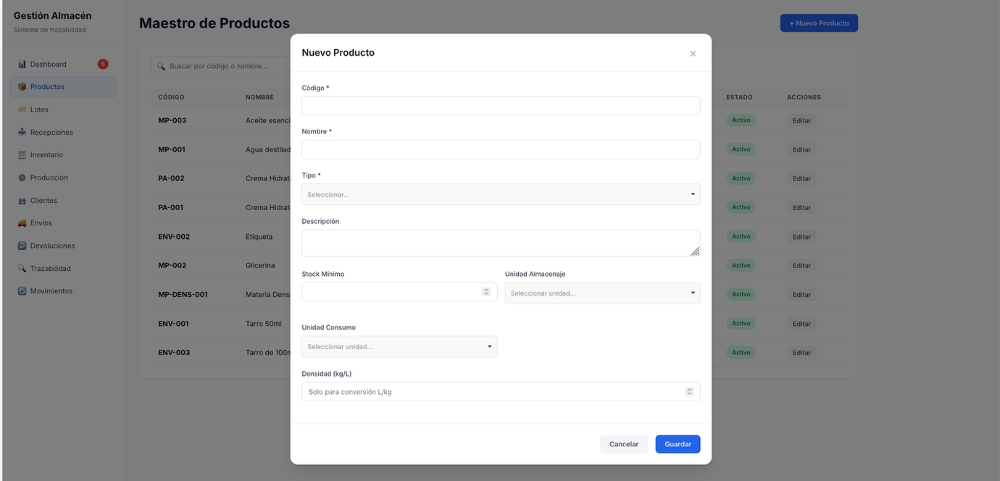 Gestión Almacén
Sistema de trazabilidad
Dashboard 5
Productos
Lotes
Recepciones
Inventario
Producción
Clientes
Envíos
Devoluciones
Trazabilidad
Movimientos
Maestro de Productos
+ Nuevo Producto
Buscar por código o nombre...
CÓDIGO NOMBRE ESTADO ACCIONES
MP-003 Aceite esenci Activo Editar
MP-001 Agua destilad Activo Editar
PA-002 Crema Hidrat Activo Editar
PA-001 Crema Hidrat Activo Editar
ENV-002 Etiqueta Activo Editar
MP-002 Glicerina Activo Editar
MP-DENS-001 Materia Dens Activo Editar
ENV-001 Tarro 50ml Activo Editar
ENV-003 Tarro de 100m Activo Editar
Nuevo Producto ×
Código *
Nombre *
Tipo *
Seleccionar...
Descripción
Stock Mínimo Unidad Almacenaje
Seleccionar unidad...
Unidad Consumo
Seleccionar unidad...
Densidad (kg/L)
Solo para conversión L/kg
Cancelar Guardar